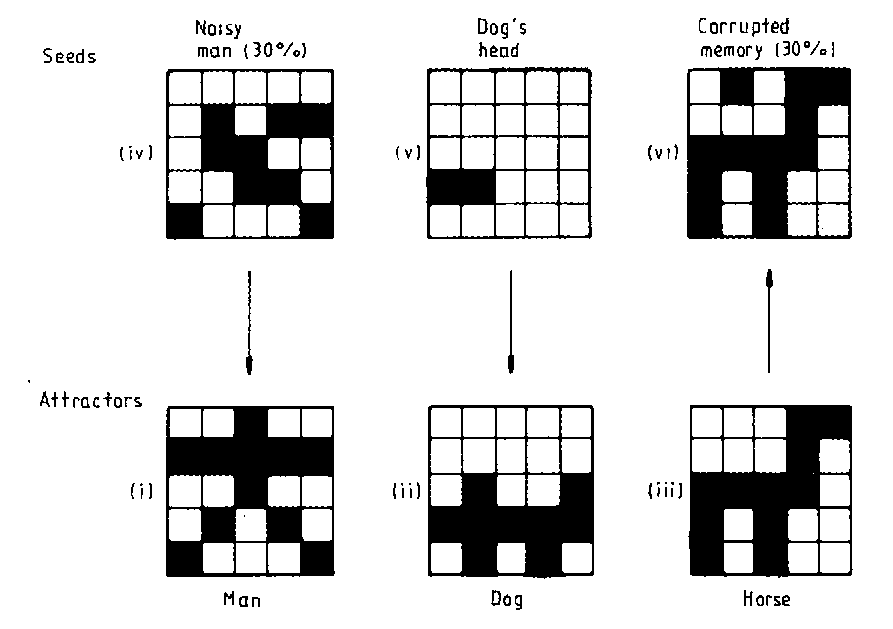 Seeds
Noisy
man (30%)
Dog's
head
Corrupted
memory (30%)
(iv)
(v)
(vi)
Attractors
(i)
(ii)
(iii)
Man
Dog
Horse